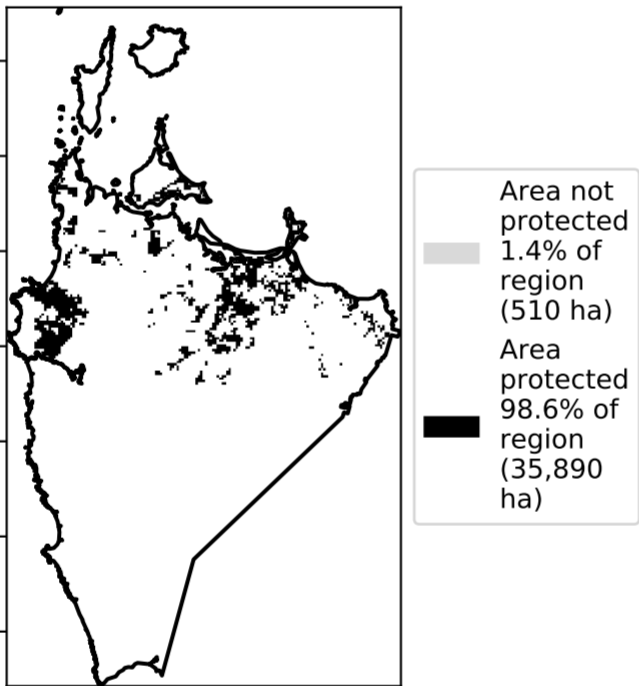 Area not
protected
1.4% of
region
(510 ha)
Area
protected
98.6% of
region
(35,890
ha)